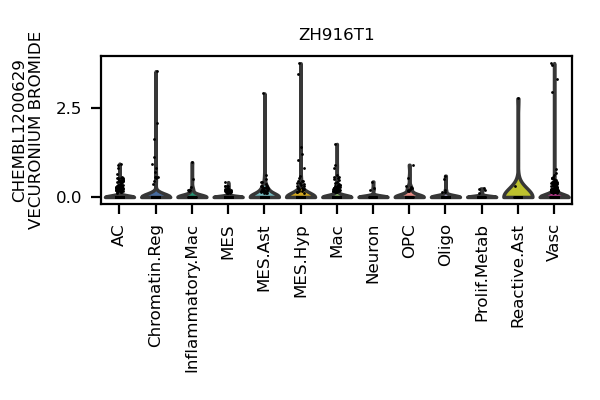 ZH916T1
CHEMBL1200629
VECURONIUM BROMIDE
2.5
0.0
AC
Chromatin.Reg
Inflammatory.Mac
MES
MES.Ast
MES.Hyp
Mac
Neuron
OPC
Oligo
Prolif.Metab
Reactive.Ast
Vasc